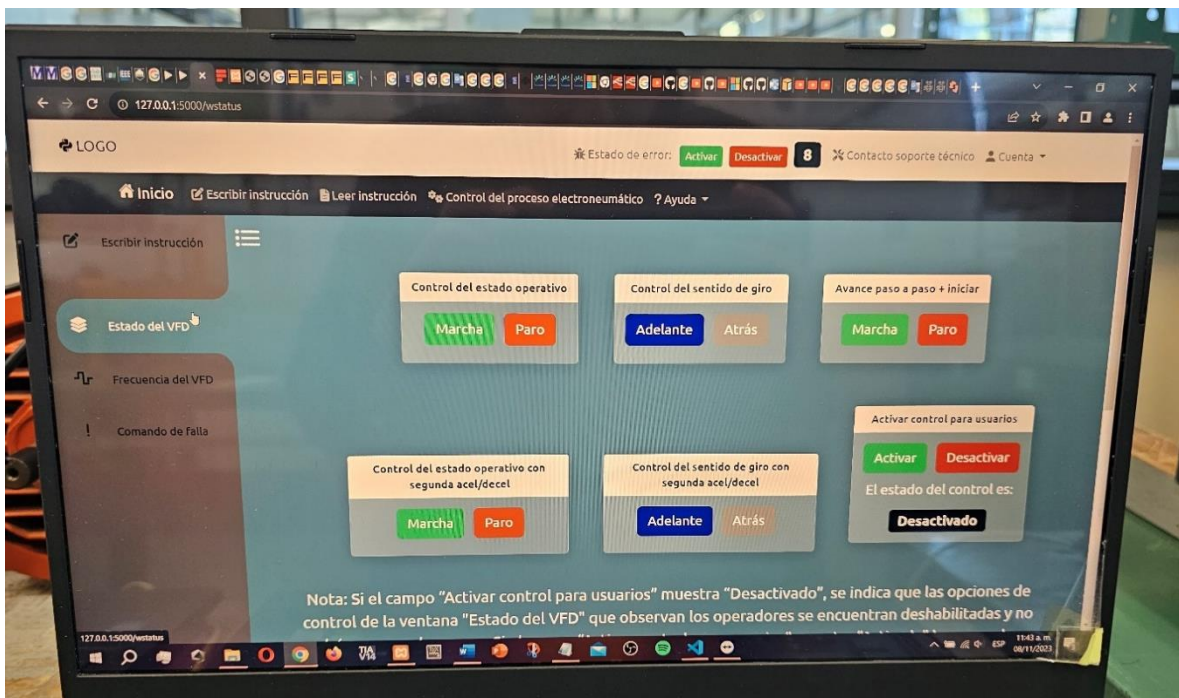 127.0.0.1:5000/wstatus
LOGO
Estado de error: Activar Desactivar 8 Contacto soporte técnico Cuenta
Inicio Escribir instrucción Leer instrucción Control del proceso electroneumático ? Ayuda
Escribir instrucción
Estado del VFD
Frecuencia del VFD
! Comando de falla
Control del estado operativo
Marcha Paro
Control del sentido de giro
Adelante Atrás
Avance paso a paso + iniciar
Marcha Paro
Control del estado operativo con
segunda acel/decel
Marcha Paro
Control del sentido de giro con
segunda acel/decel
Adelante Atrás
Activar control para usuarios
Activar Desactivar
El estado del control es:
Desactivado
Nota: Si el campo "Activar control para usuarios" muestra "Desactivado", se indica que las opciones de
control de la ventana "Estado del VFD" que observan los operadores se encuentran deshabilitadas y no
127.0.0.1:5000/wstatus
TIA
V14
ESP
11:43 a. m.
08/11/2023